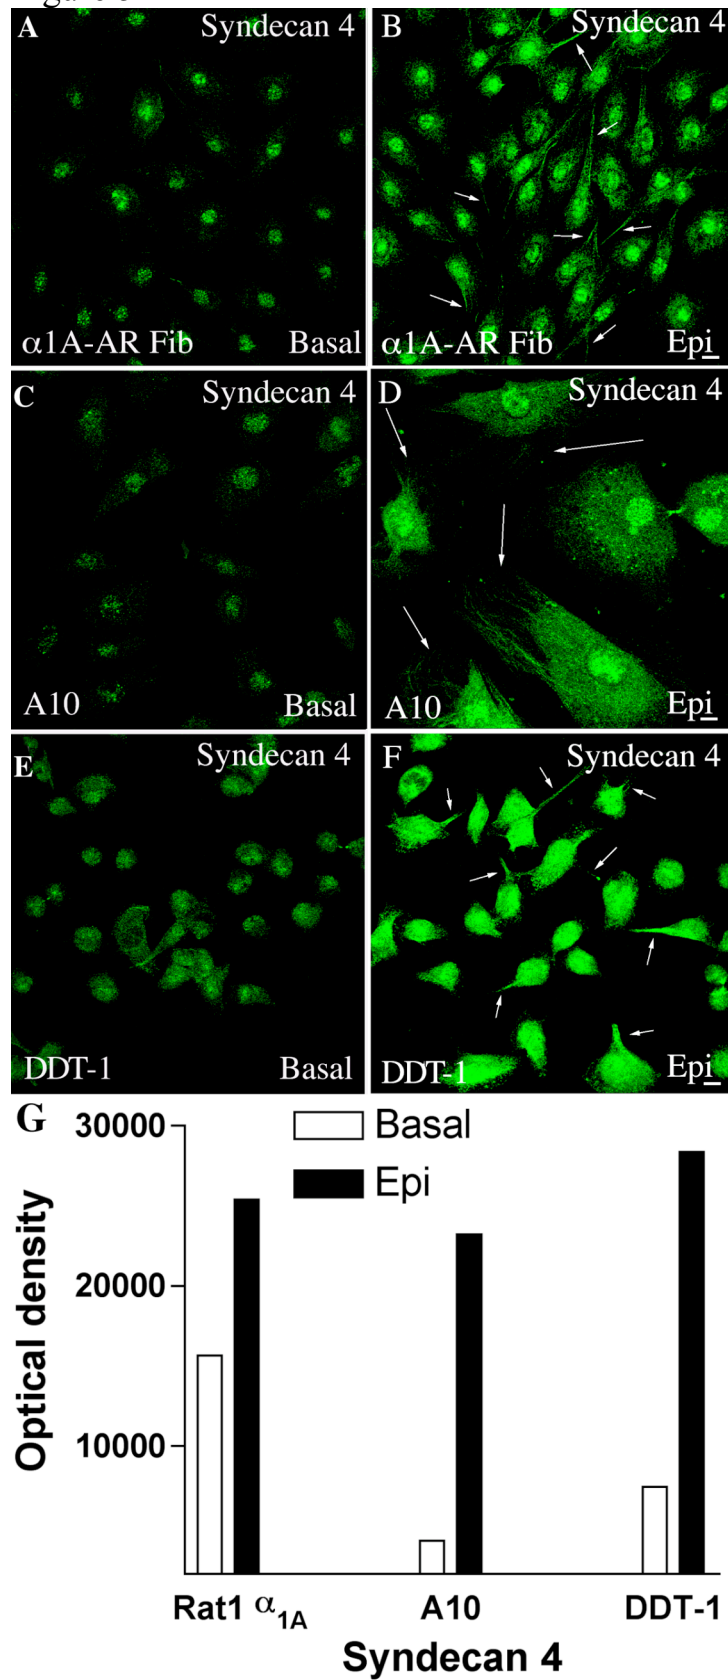 A Syndecan 4
α1A-AR Fib Basal
B Syndecan 4
α1A-AR Fib Epi
C Syndecan 4
A10 Basal
D Syndecan 4
A10 Epi
E Syndecan 4
DDT-1 Basal
F Syndecan 4
DDT-1 Epi
G
Basal
Epi
30000
20000
10000
Optical density
Rat1 α1A A10 DDT-1
Syndecan 4